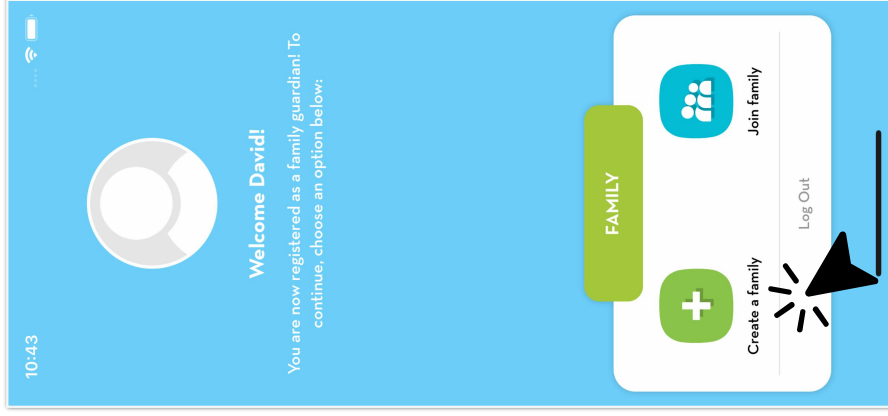 10:43
Welcome David!
You are now registered as a family guardian! To
continue, choose an option below:
FAMILY
Create a family
Join family
Log Out